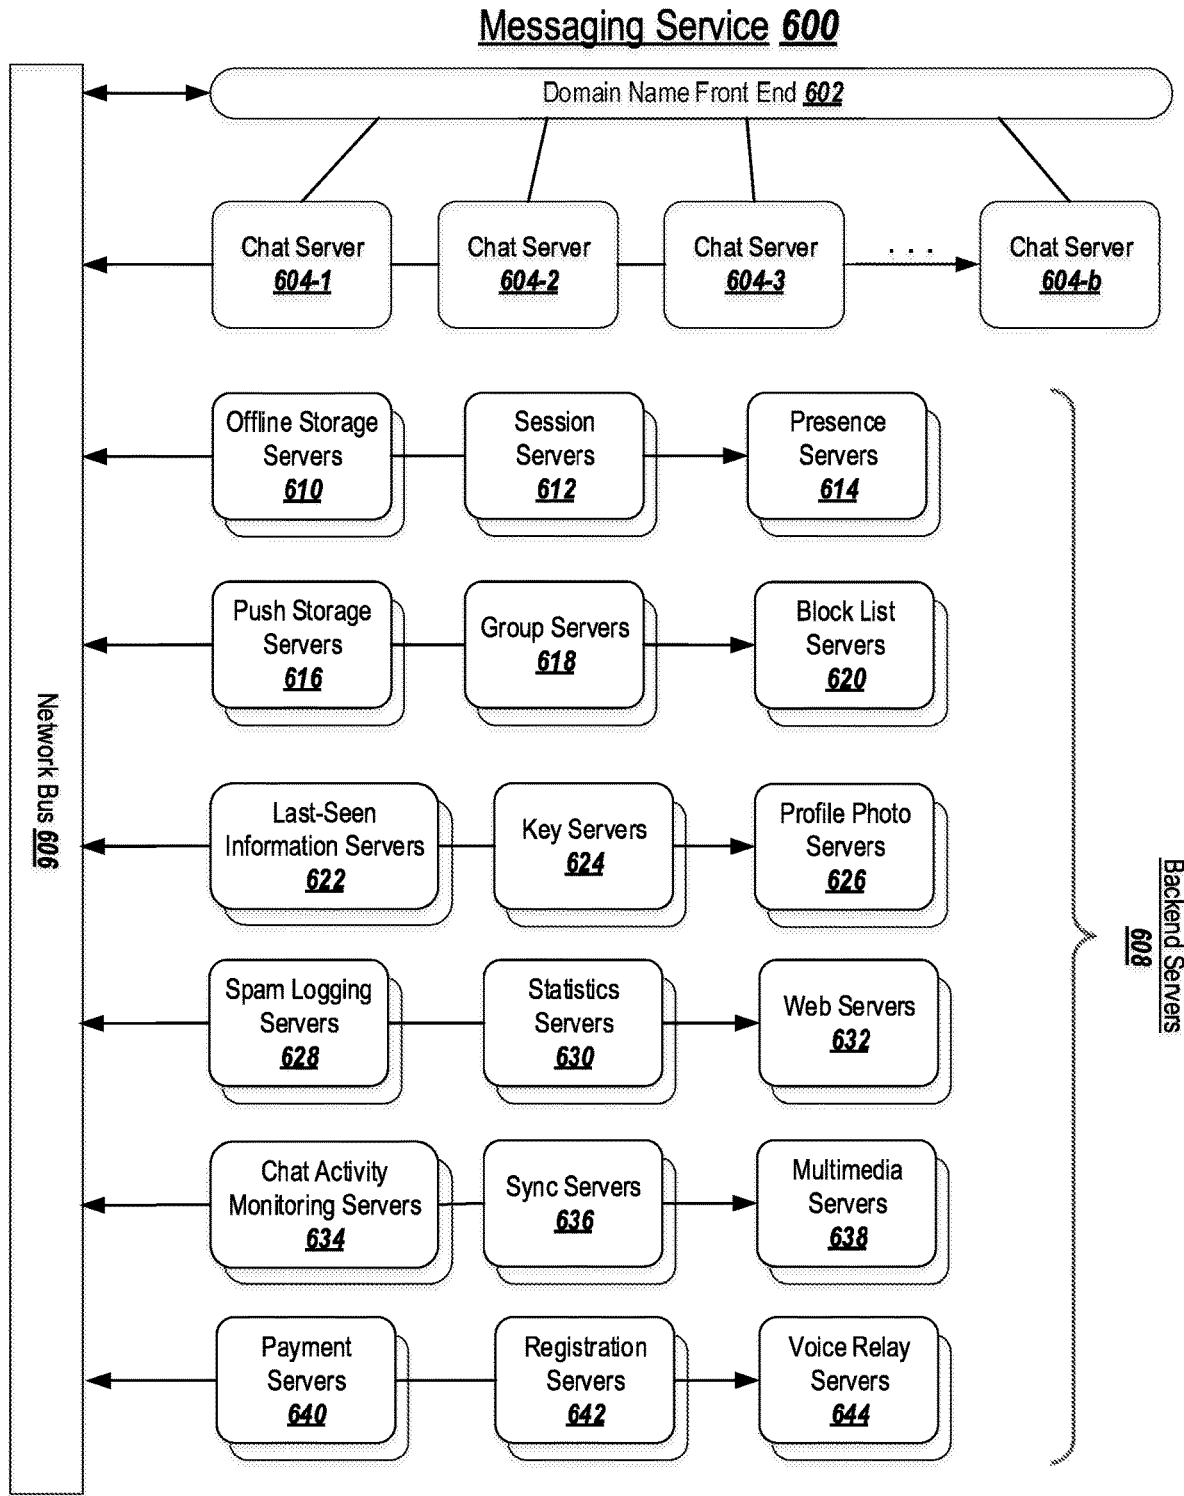 Messaging Service 600
Domain Name Front End 602
Chat Server
604-1
Chat Server
604-2
Chat Server
604-3
. . .
Chat Server
604-b
Offline Storage
Servers
610
Session
Servers
612
Presence
Servers
614
Push Storage
Servers
616
Group Servers
618
Block List
Servers
620
Network Bus 606
Last-Seen
Information Servers
622
Key Servers
624
Profile Photo
Servers
626
Backend Servers
608
Spam Logging
Servers
628
Statistics
Servers
630
Web Servers
632
Chat Activity
Monitoring Servers
634
Sync Servers
636
Multimedia
Servers
638
Payment
Servers
640
Registration
Servers
642
Voice Relay
Servers
644